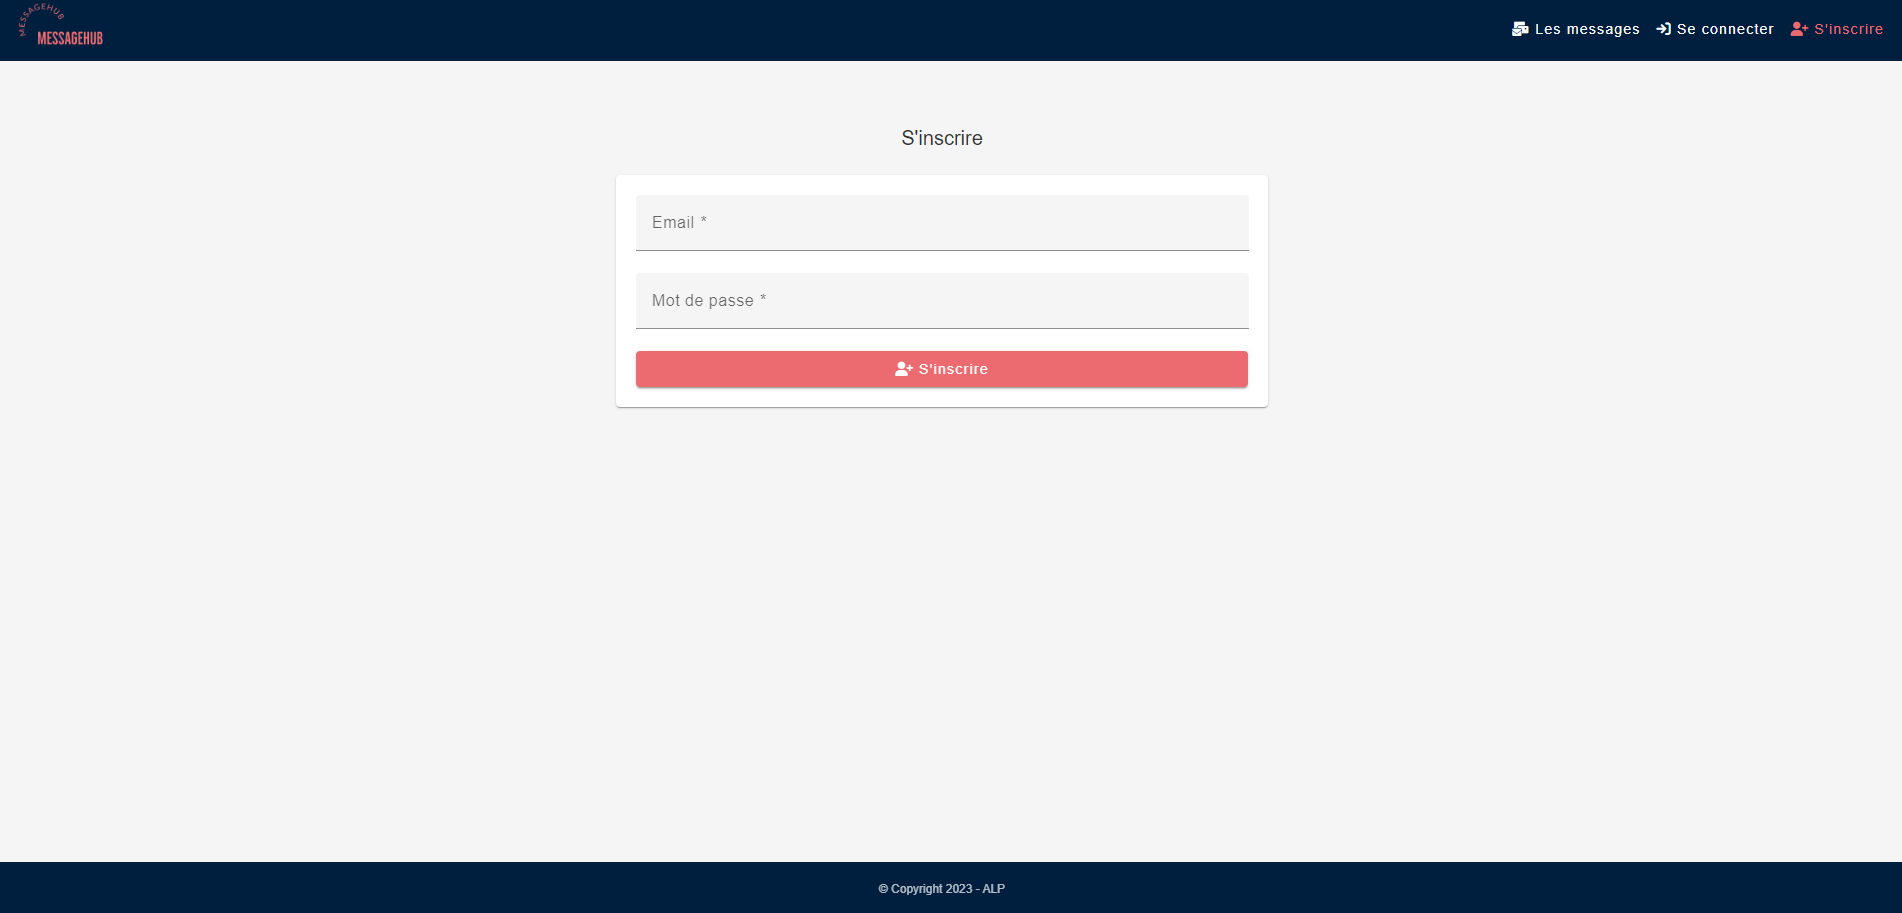 MESSAGEHUB
MESSAGEHUB
Les messages Se connecter S'inscrire
S'inscrire
Email *
Mot de passe *
S'inscrire
© Copyright 2023 - ALP